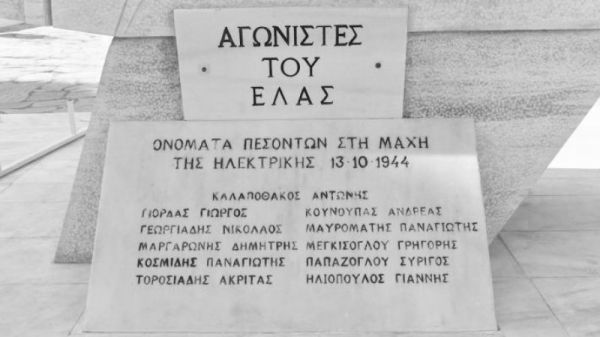 ΑΓΩΝΙΣΤΕΣ
ΤΟΥ
ΕΛΑΣ
ΟΝΟΜΑΤΑ ΠΕΣΟΝΤΩΝ ΣΤΗ ΜΑΧΗ
ΤΗΣ ΗΛΕΚΤΡΙΚΗΣ 13-10-1944
ΚΑΛΑΠΟΘΑΚΟΣ ΑΝΤΩΝΗΣ
ΓΙΟΡΔΑΣ ΓΙΩΡΓΟΣ ΚΟΥΝΟΥΠΑΣ ΑΝΔΡΕΑΣ
ΓΕΩΡΓΙΑΔΗΣ ΝΙΚΟΛΑΟΣ ΜΑΥΡΟΜΑΤΗΣ ΠΑΝΑΓΙΩΤΗΣ
ΜΑΡΓΑΡΩΝΗΣ ΔΗΜΗΤΡΗΣ ΜΕΓΚΙΣΟΓΛΟΥ ΓΡΗΓΟΡΗΣ
ΚΟΣΜΙΔΗΣ ΠΑΝΑΓΙΩΤΗΣ ΠΑΠΑΖΟΓΛΟΥ ΣΥΡΙΓΟΣ
ΤΟΡΟΣΙΑΔΗΣ ΑΚΡΙΤΑΣ ΗΛΙΟΠΟΥΛΟΣ ΓΙΑΝΝΗΣ